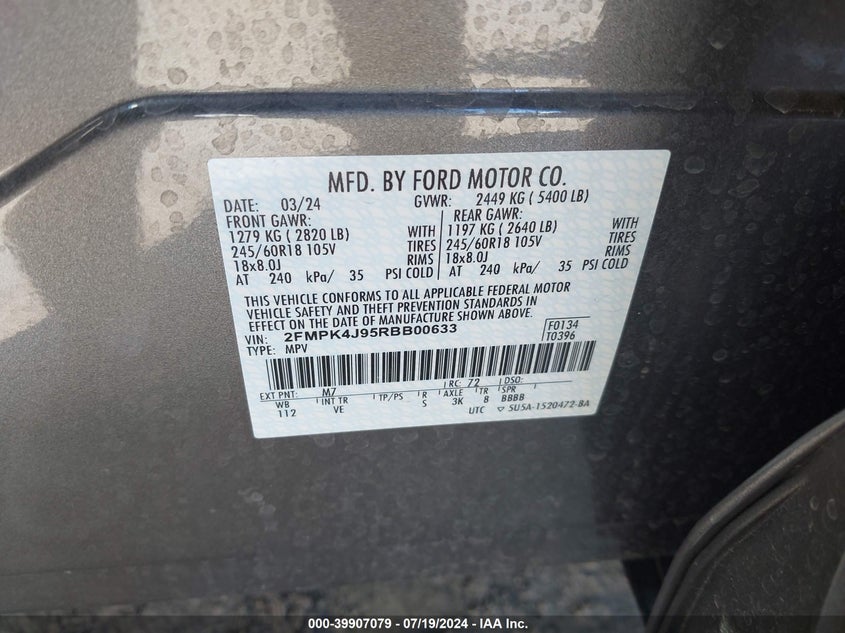 MFD. BY FORD MOTOR CO.
DATE: 03/24 GVWR: 2449 KG ( 5400 LB)
FRONT GAWR: REAR GAWR:
1279 KG ( 2820 LB) WITH 1197 KG ( 2640 LB) WITH
245/60R18 105V TIRES 245/60R18 105V TIRES
18x8.0J RIMS 18x8.0J RIMS
AT 240 kPa/ 35 PSI COLD AT 240 kPa/ 35 PSI COLD
THIS VEHICLE CONFORMS TO ALL APPLICABLE FEDERAL MOTOR
VEHICLE SAFETY AND THEFT PREVENTION STANDARDS IN
EFFECT ON THE DATE OF MANUFACTURE SHOWN ABOVE.
VIN: 2FMPK4J95RBB00633 F0134
TYPE: MPV T0396
EXT PNT: M7 RC: 72 DSO:
WB INT TR TP/PS R AXLE TR SPR
112 VE S 3K 8 BBBB
UTC ▽ 5U5A-1520472-BA
000-39907079 - 07/19/2024 - IAA Inc.